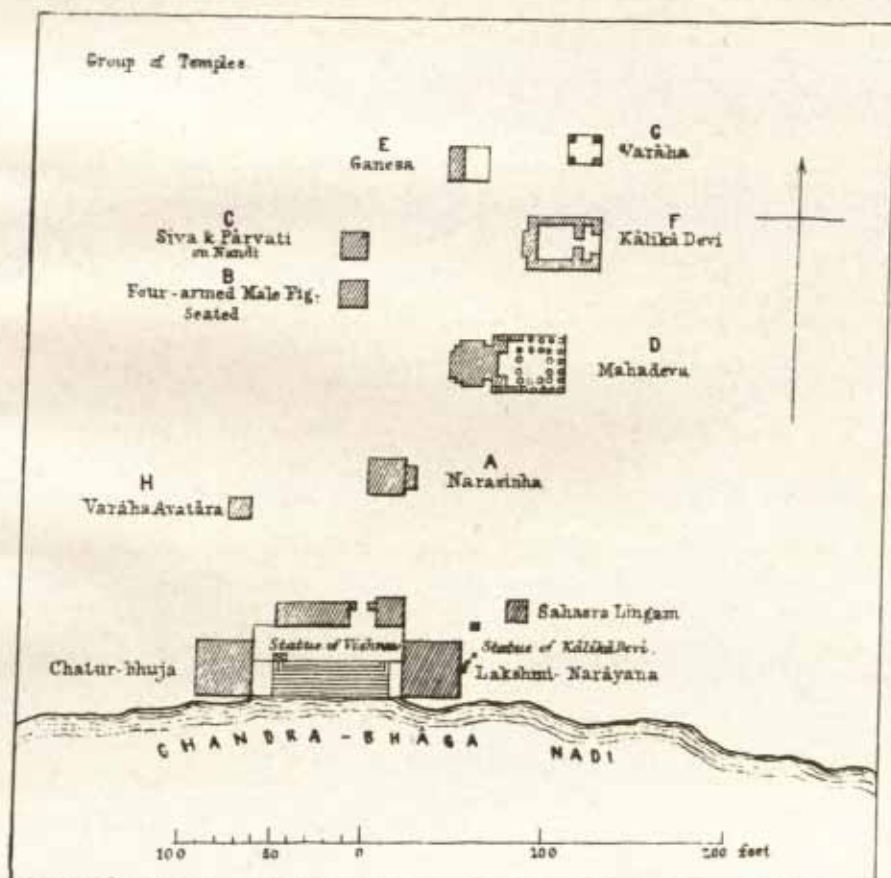 Group of Temples
E
Ganesa
G
Varâha
C
Siva & Pârvati
on Nandi
F
Kâlikâ Devi
B
Four-armed Male Fig.
Seated
D
Mahadeva
A
Narasinha
H
Varâha Avatâra
Sahasra Lingam
Statue of Vishnu
Statue of Kâlikâ Devi.
Chatur-bhuja
Lakshmi-Narâyana
CHANDRA-BHÂGA NADI
100 50 0 100 200 feet